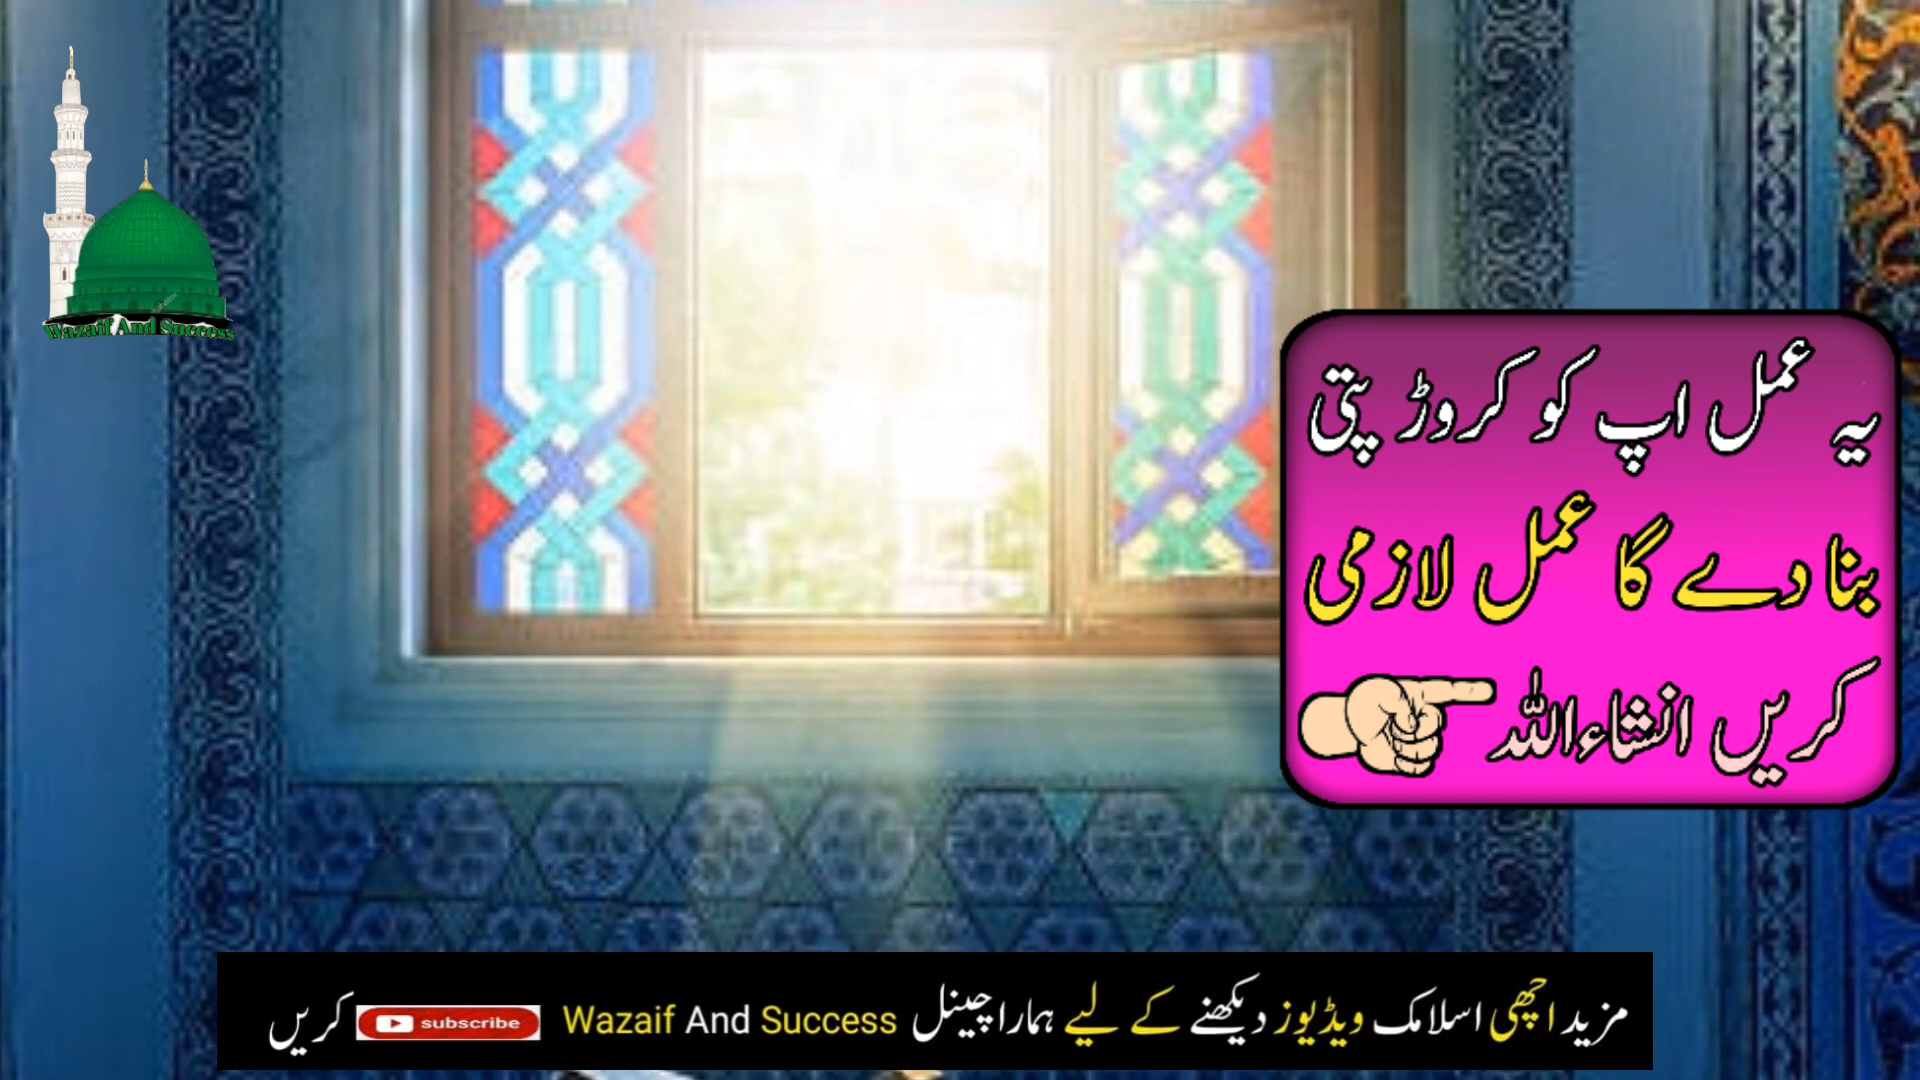 Wazaif And Success
یہ عمل اپ کو کروڑ پتی
بنا دے گا عمل لازمی
کریں انشاءاللہ
مزید اچھی اسلامک ویڈیوز دیکھنے کے لیے ہمارا چینل Wazaif And Success subscribe کریں